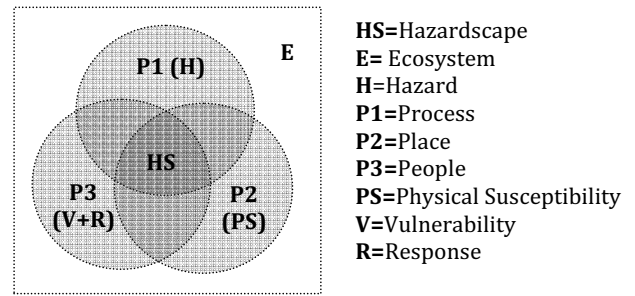 P1 (H)
E
HS
P3
(V+R)
P2
(PS)
HS=Hazardscape
E= Ecosystem
H=Hazard
P1=Process
P2=Place
P3=People
PS=Physical Susceptibility
V=Vulnerability
R=Response